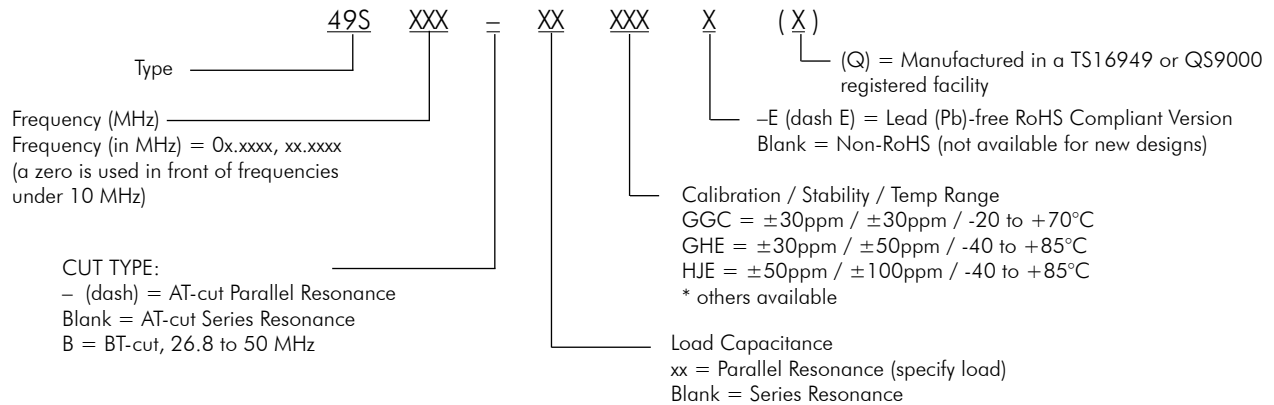 49S XXX – XX XXX X (X)
Type
(Q) = Manufactured in a TS16949 or QS9000
registered facility
Frequency (MHz)
Frequency (in MHz) = 0x.xxxx, xx.xxxx
(a zero is used in front of frequencies
under 10 MHz)
–E (dash E) = Lead (Pb)-free RoHS Compliant Version
Blank = Non-RoHS (not available for new designs)
Calibration / Stability / Temp Range
GGC = ±30ppm / ±30ppm / -20 to +70°C
GHE = ±30ppm / ±50ppm / -40 to +85°C
HJE = ±50ppm / ±100ppm / -40 to +85°C
* others available
CUT TYPE:
– (dash) = AT-cut Parallel Resonance
Blank = AT-cut Series Resonance
B = BT-cut, 26.8 to 50 MHz
Load Capacitance
xx = Parallel Resonance (specify load)
Blank = Series Resonance